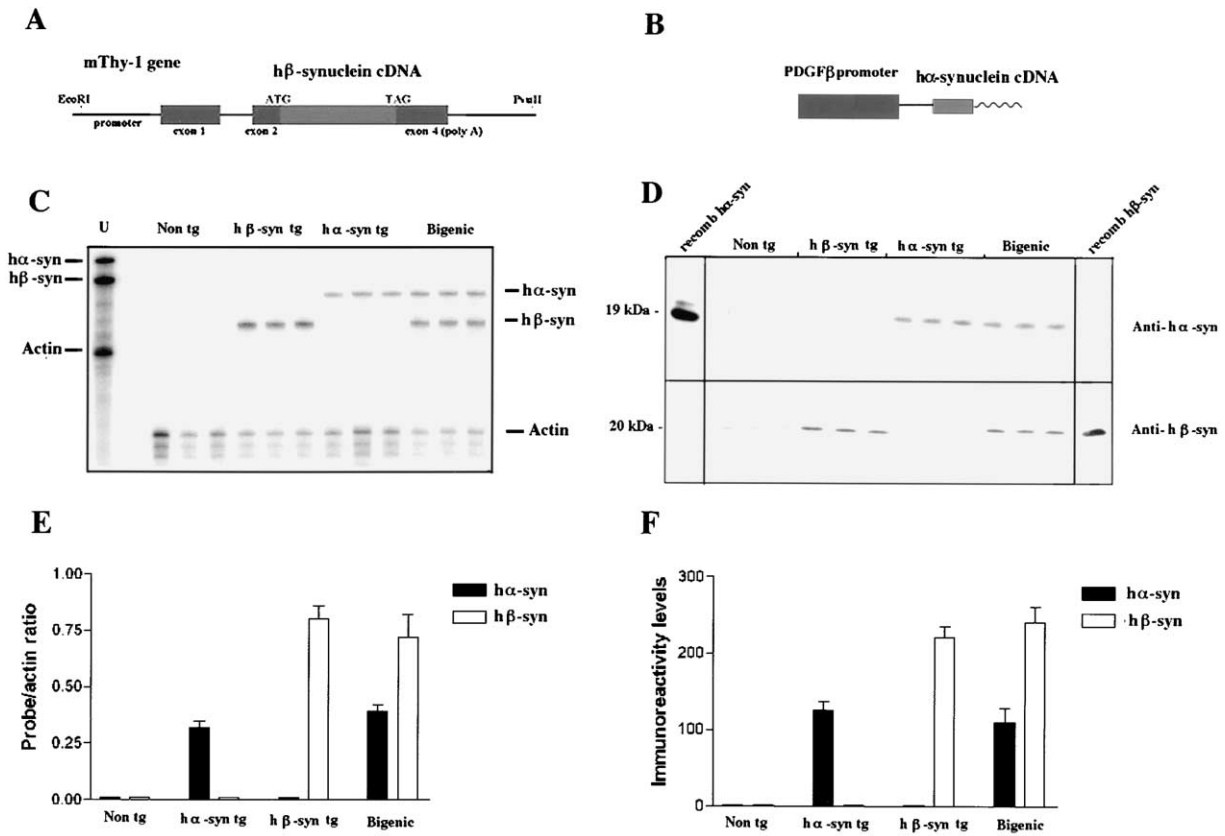 A
mThy-1 gene
hβ-synuclein cDNA
EcoRI
ATG
TAG
PvuII
promoter
exon 1
exon 2
exon 4 (poly A)
B
PDGFβ promoter
hα-synuclein cDNA
C
U
Non tg
h β-syn tg
hα-syn tg
Bigenic
hα-syn
hβ-syn
Actin
hα-syn
hβ-syn
Actin
D
recomb hα-syn
Non tg
h β-syn tg
hα-syn tg
Bigenic
recomb hβ-syn
19 kDa -
Anti-hα-syn
20 kDa -
Anti-hβ-syn
E
Probe/actin ratio
1.00
0.75
0.50
0.25
0.00
hα-syn
hβ-syn
Non tg
hα-syn tg
hβ-syn tg
Bigenic
F
Immunoreactivity levels
300
200
100
0
hα-syn
hβ-syn
Non tg
hα-syn tg
hβ-syn tg
Bigenic